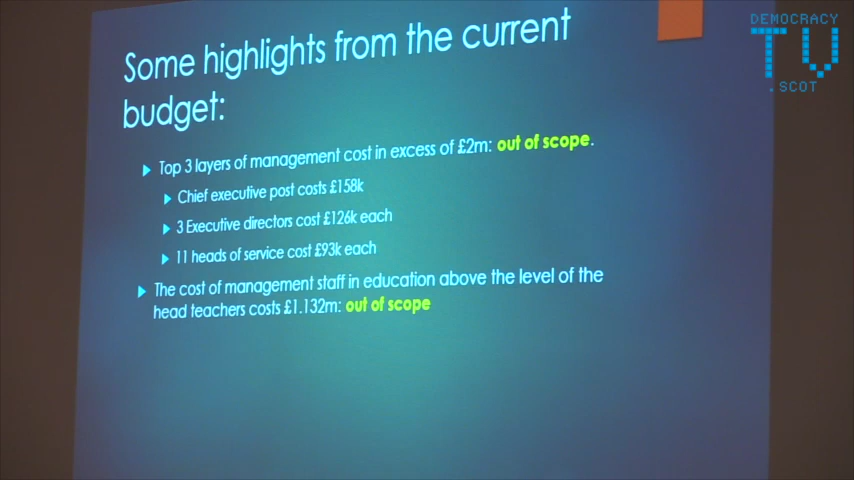 DEMOCRACY
TV
.SCOT
Some highlights from the current
budget:
Top 3 layers of management cost in excess of £2m: out of scope.
Chief executive post costs £158k
3 Executive directors cost £126k each
11 heads of service cost £93k each
The cost of management staff in education above the level of the
head teachers costs £1.132m: out of scope